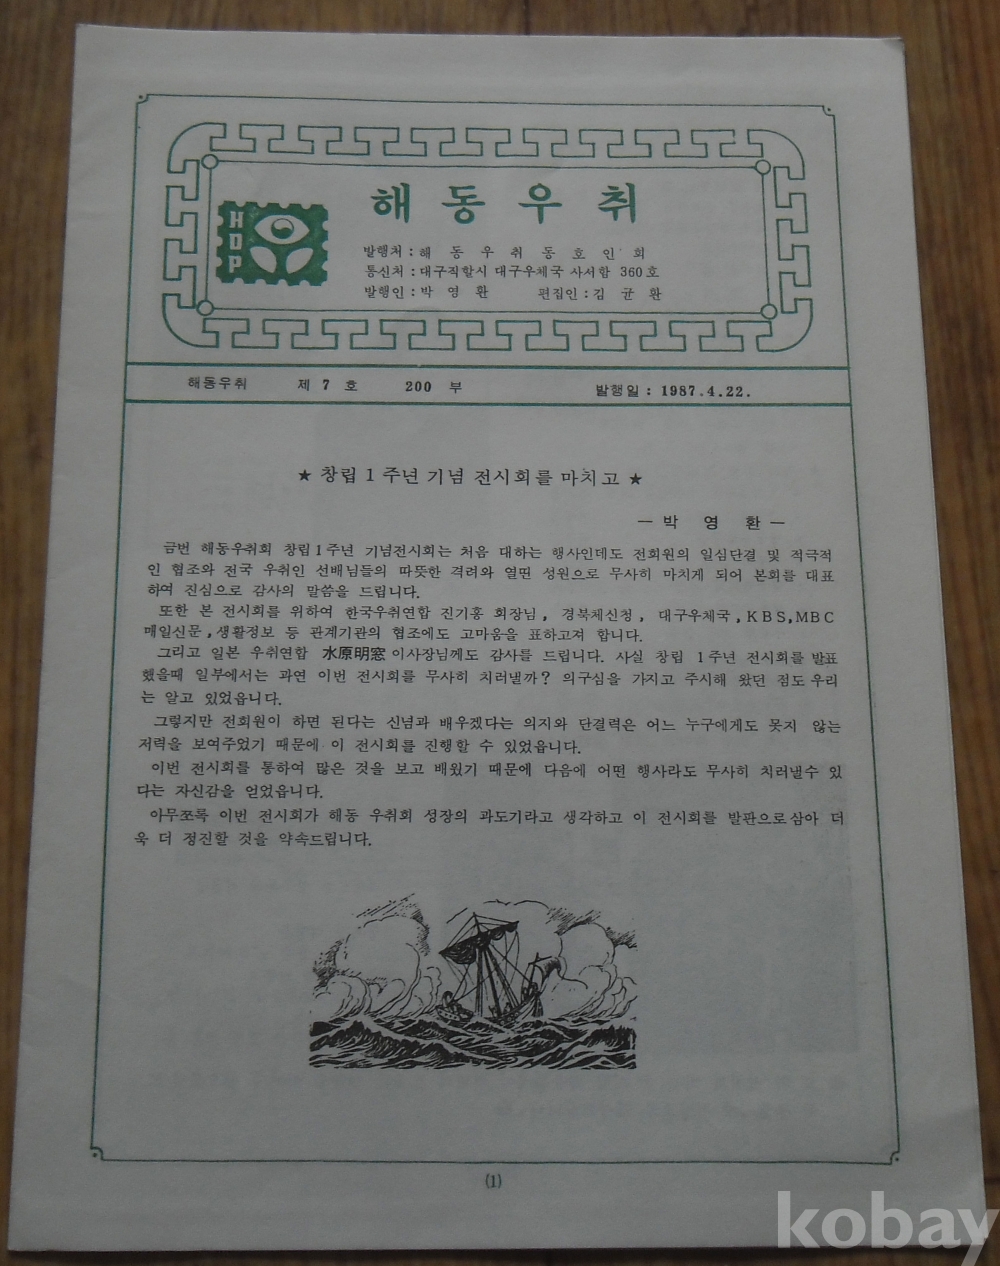 HDP
해동우취
발행처 : 해 동 우 취 동 호 인 회
통신처 : 대구직할시 대구우체국 사서함 360호
발행인 : 박 영 환 편집인 : 김 균 환
해동우취 제 7 호 200 부 발행일 : 1987.4.22.
★ 창립 1 주년 기념 전시회를 마치고 ★
— 박 영 환 —
금번 해동우취회 창립 1 주년 기념전시회는 처음 대하는 행사인데도 전회원의 일심단결 및 적극적
인 협조와 전국 우취인 선배님들의 따뜻한 격려와 열띤 성원으로 무사히 마치게 되어 본회를 대표
하여 진심으로 감사의 말씀을 드립니다.
또한 본 전시회를 위하여 한국우취연합 진기홍 회장님, 경북체신청, 대구우체국, KBS, MBC
매일신문, 생활정보 등 관계기관의 협조에도 고마움을 표하고져 합니다.
그리고 일본 우취연합 水原明窓 이사장님께도 감사를 드립니다. 사실 창립 1주년 전시회를 발표
했을때 일부에서는 과연 이번 전시회를 무사히 치러낼까? 의구심을 가지고 주시해 왔던 점도 우리
는 알고 있었읍니다.
그렇지만 전회원이 하면 된다는 신념과 배우겠다는 의지와 단결력은 어느 누구에게도 못지 않는
저력을 보여주었기 때문에 이 전시회를 진행할 수 있었읍니다.
이번 전시회를 통하여 많은 것을 보고 배웠기 때문에 다음에 어떤 행사라도 무사히 치러낼수 있
다는 자신감을 얻었읍니다.
아무쪼록 이번 전시회가 해동 우취회 성장의 과도기라고 생각하고 이 전시회를 발판으로 삼아 더
욱 더 정진할 것을 약속드립니다.
(1)
kobay